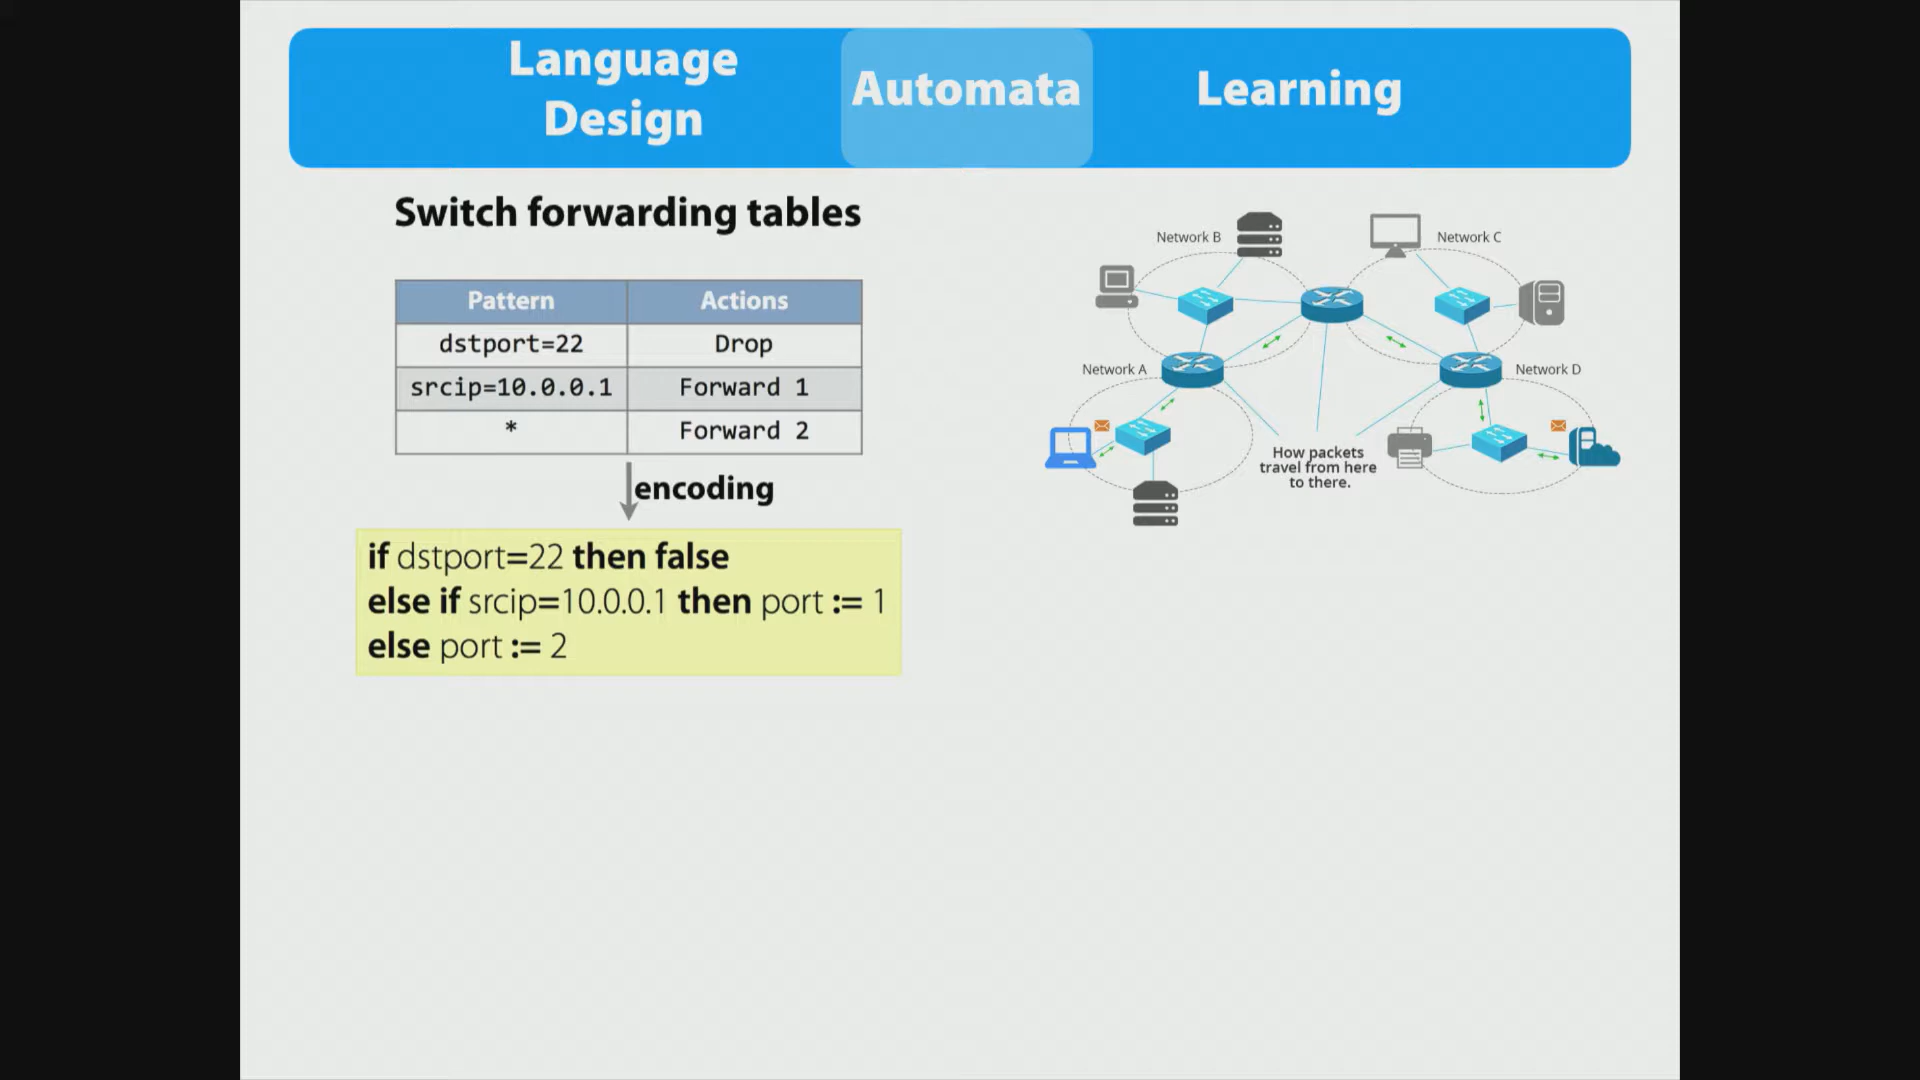 Language
Design
Automata
Learning
Switch forwarding tables
Pattern Actions
dstport=22 Drop
srcip=10.0.0.1 Forward 1
* Forward 2
encoding
if dstport=22 then false
else if srcip=10.0.0.1 then port := 1
else port := 2
Network B
Network C
Network A
Network D
How packets
travel from here
to there.